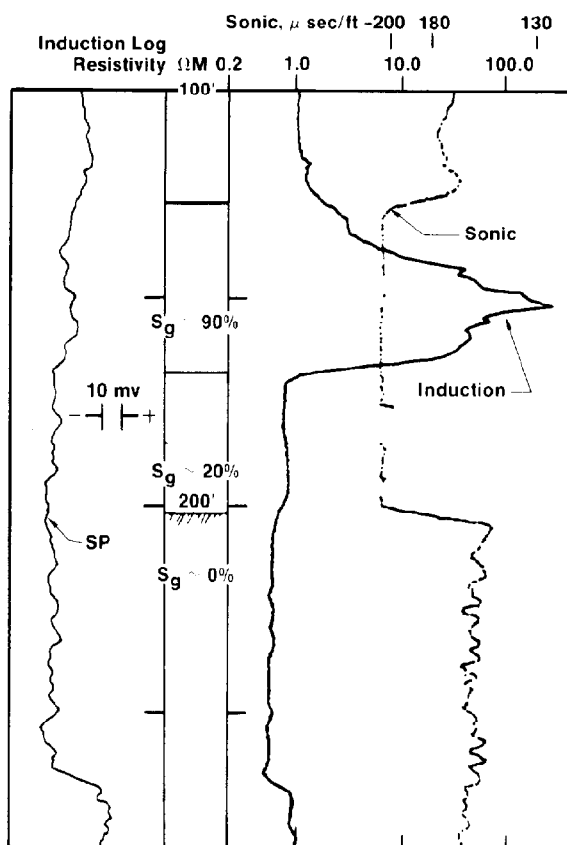 Sonic, μ sec/ft -200 180 130
Induction Log
Resistivity ΩM 0.2 1.0 10.0 100.0
100'
Sonic
Sg ~ 90%
Induction
10 mv
- +
Sg ~ 20%
200'
SP
Sg ~ 0%